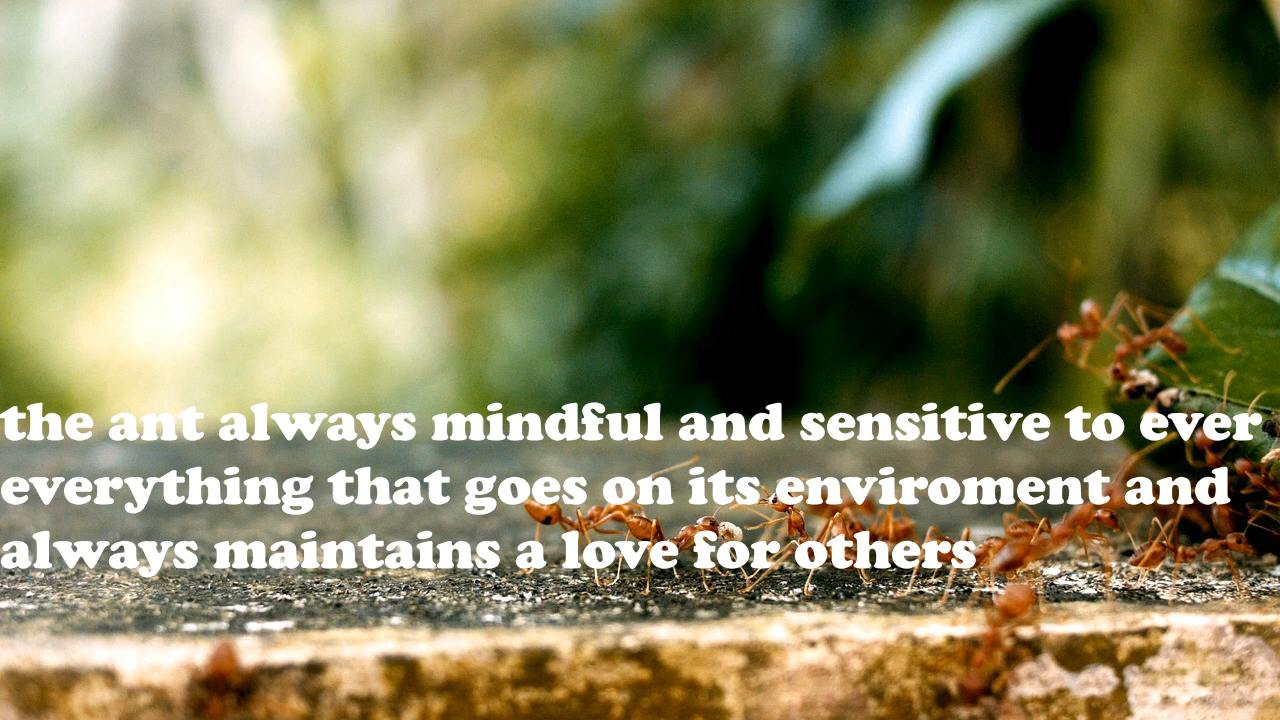 the ant always mindful and sensitive to ever
everything that goes on its enviroment and
always maintains a love for others